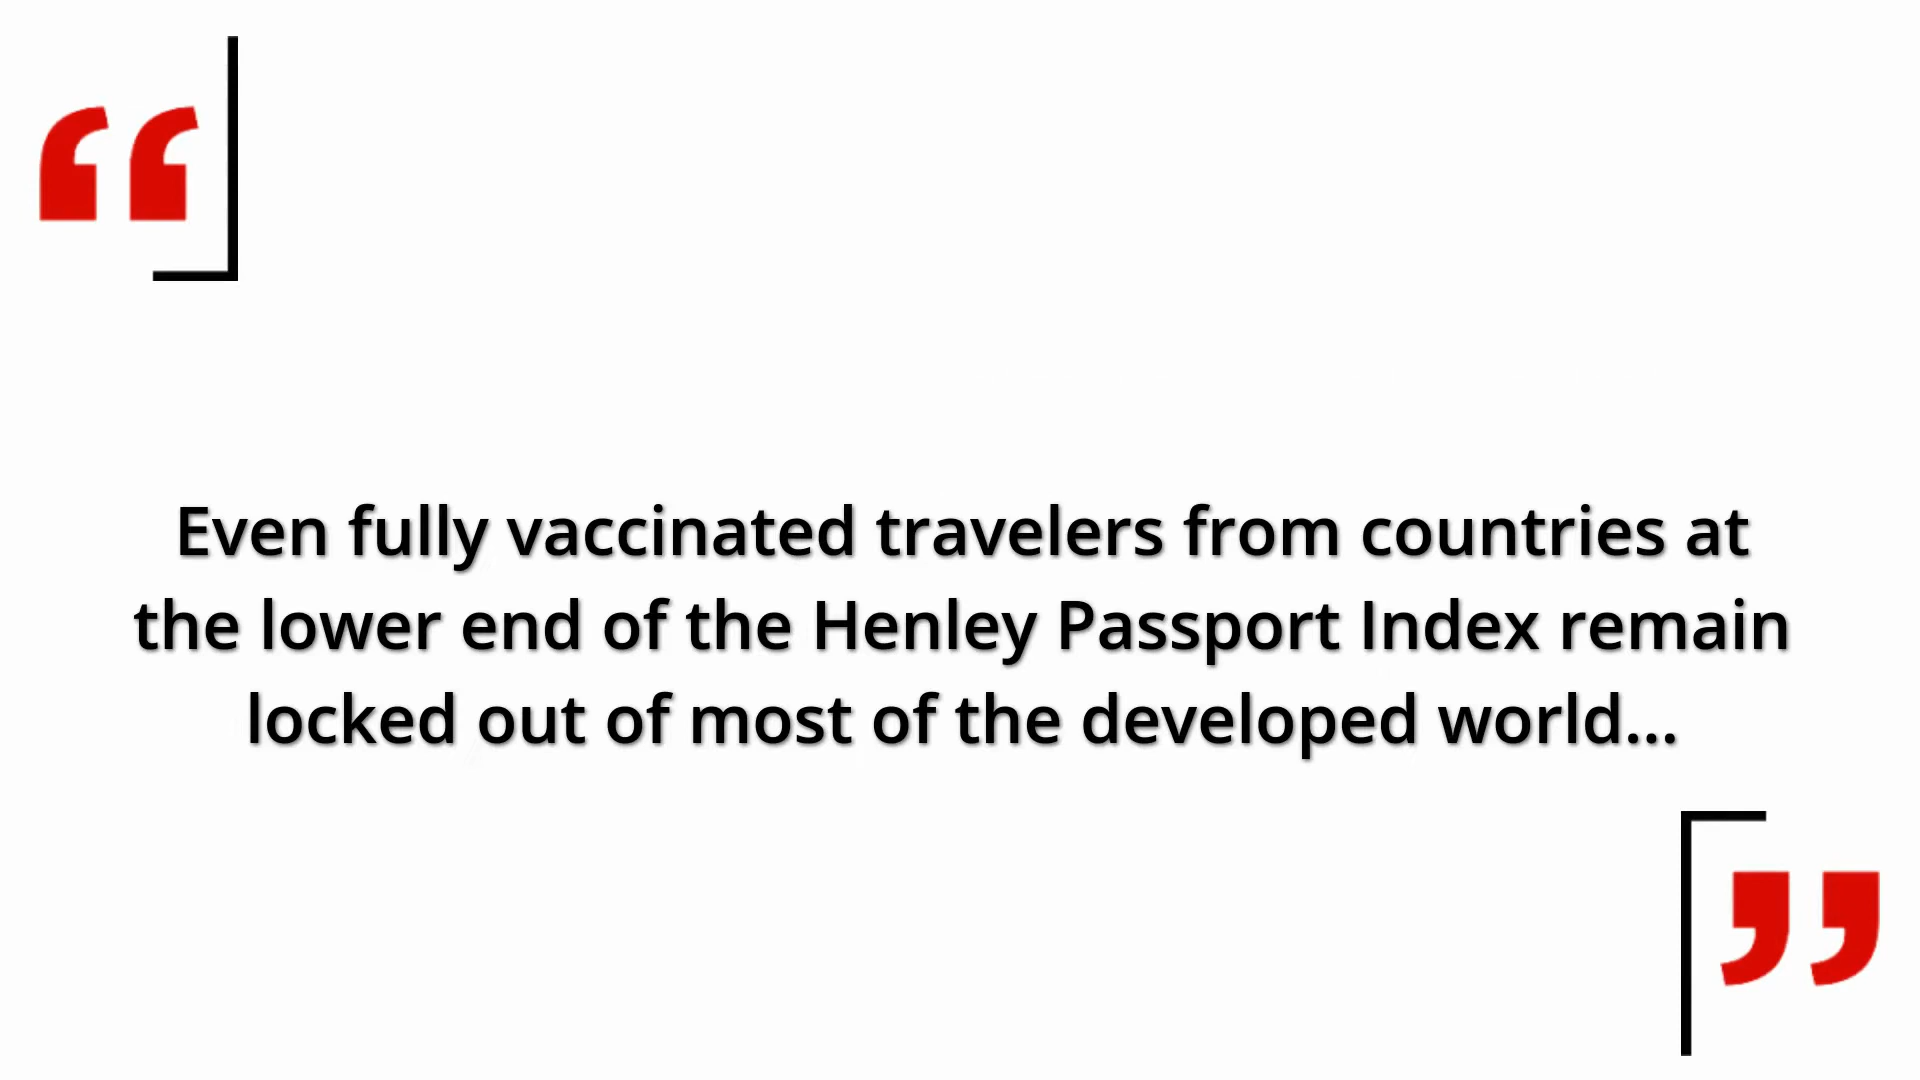 “
Even fully vaccinated travelers from countries at
the lower end of the Henley Passport Index remain
locked out of most of the developed world...
”